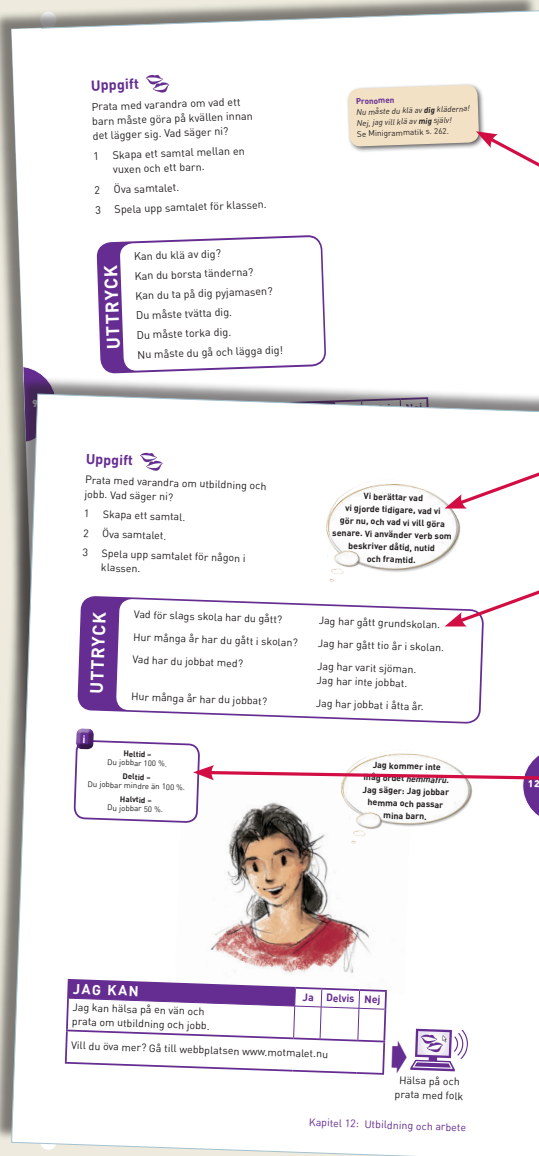 Uppgift
Prata med varandra om vad ett
barn måste göra på kvällen innan
det lägger sig. Vad säger ni?
1 Skapa ett samtal mellan en
vuxen och ett barn.
2 Öva samtalet.
3 Spela upp samtalet för klassen.
Pronomen
Nu måste du klä av dig kläderna!
Nej, jag vill klä av mig själv!
Se Minigrammatik s. 262.
UTTRYCK
Kan du klä av dig?
Kan du borsta tänderna?
Kan du ta på dig pyjamasen?
Du måste tvätta dig.
Du måste torka dig.
Nu måste du gå och lägga dig!
9
Uppgift
Prata med varandra om utbildning och
jobb. Vad säger ni?
1 Skapa ett samtal.
2 Öva samtalet.
3 Spela upp samtalet för någon i
klassen.
Vi berättar vad
vi gjorde tidigare, vad vi
gör nu, och vad vi vill göra
senare. Vi använder verb som
beskriver dåtid, nutid
och framtid.
UTTRYCK
Vad för slags skola har du gått? Jag har gått grundskolan.
Hur många år har du gått i skolan? Jag har gått tio år i skolan.
Vad har du jobbat med? Jag har varit sjöman.
Jag har inte jobbat.
Hur många år har du jobbat? Jag har jobbat i åtta år.
i
Heltid –
Du jobbar 100 %.
Deltid –
Du jobbar mindre än 100 %.
Halvtid –
Du jobbar 50 %.
Jag kommer inte
ihåg ordet hemmafru.
Jag säger: Jag jobbar
hemma och passar
mina barn.
12
JAG KAN Ja Delvis Nej
Jag kan hälsa på en vän och
prata om utbildning och jobb.
Vill du öva mer? Gå till webbplatsen www.motmalet.nu
Hälsa på och
prata med folk
Kapitel 12: Utbildning och arbete